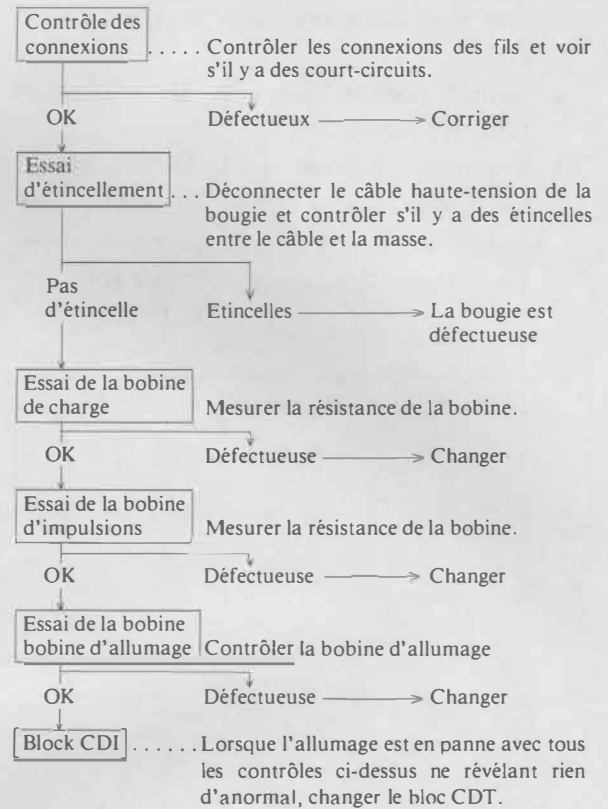 Contrôle des
connexions ..... Contrôler les connexions des fils et voir
s'il y a des court-circuits.
OK Défectueux Corriger
Essai
d'étincellement ... Déconnecter le câble haute-tension de la
bougie et contrôler s'il y a des étincelles
entre le câble et la masse.
Pas
d'étincelle Etincelles La bougie est
défectueuse
Essai de la bobine
de charge Mesurer la résistance de la bobine.
OK Défectueuse Changer
Essai de la bobine
d'impulsions Mesurer la résistance de la bobine.
OK Défectueuse Changer
Essai de la bobine
bobine d'allumage Contrôler la bobine d'allumage
OK Défectueuse Changer
Block CDI ...... Lorsque l'allumage est en panne avec tous
les contrôles ci-dessus ne révélant rien
d'anormal, changer le bloc CDT.